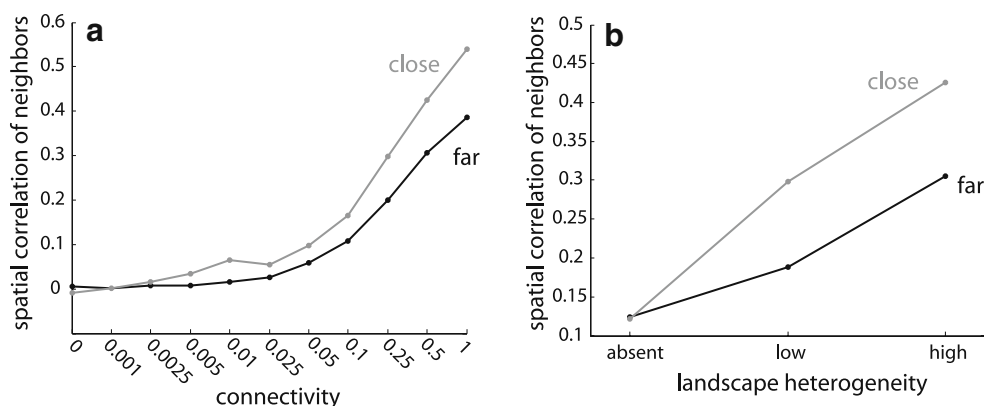 a
spatial correlation of neighbors
0.6
0.5
0.4
0.3
0.2
0.1
0
close
far
0 0.001 0.0025 0.005 0.01 0.025 0.05 0.1 0.25 0.5 1
connectivity
b
spatial correlation of neighbors
0.5
0.45
0.4
0.35
0.3
0.25
0.2
0.15
0.1
close
far
absent low high
landscape heterogeneity